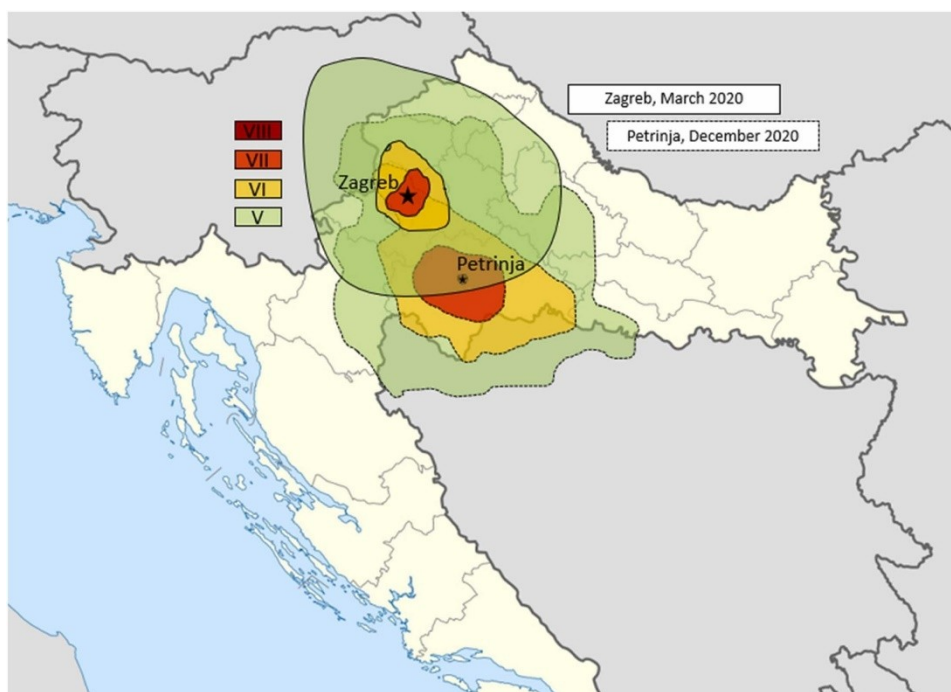 Zagreb, March 2020
Petrinja, December 2020
VIII
VII
VI
V
Zagreb
Petrinja